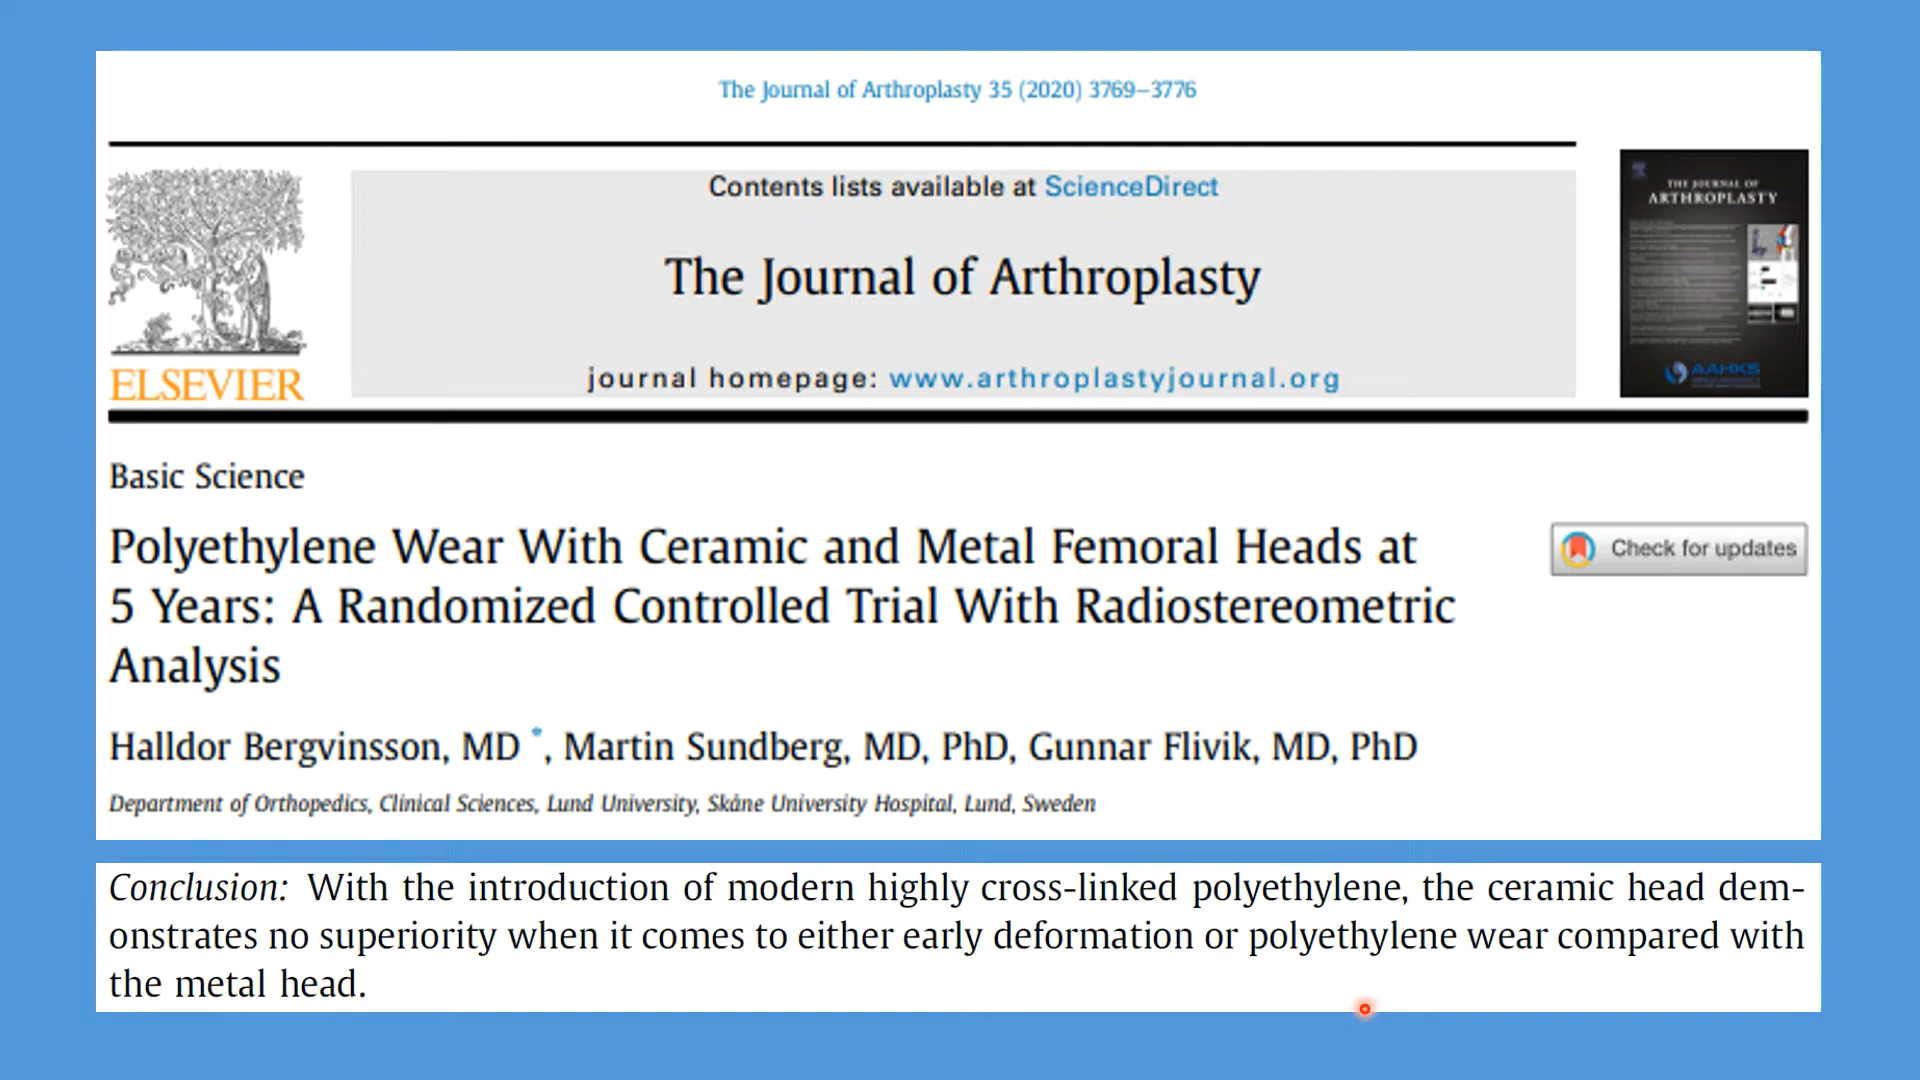 The Journal of Arthroplasty 35 (2020) 3769–3776
Contents lists available at ScienceDirect
The Journal of Arthroplasty
journal homepage: www.arthroplastyjournal.org
ELSEVIER
THE JOURNAL OF
ARTHROPLASTY
AAHKS
Basic Science
Polyethylene Wear With Ceramic and Metal Femoral Heads at
5 Years: A Randomized Controlled Trial With Radiostereometric
Analysis
Check for updates
Halldor Bergvinsson, MD *, Martin Sundberg, MD, PhD, Gunnar Flivik, MD, PhD
Department of Orthopedics, Clinical Sciences, Lund University, Skåne University Hospital, Lund, Sweden
Conclusion: With the introduction of modern highly cross-linked polyethylene, the ceramic head dem-
onstrates no superiority when it comes to either early deformation or polyethylene wear compared with
the metal head.